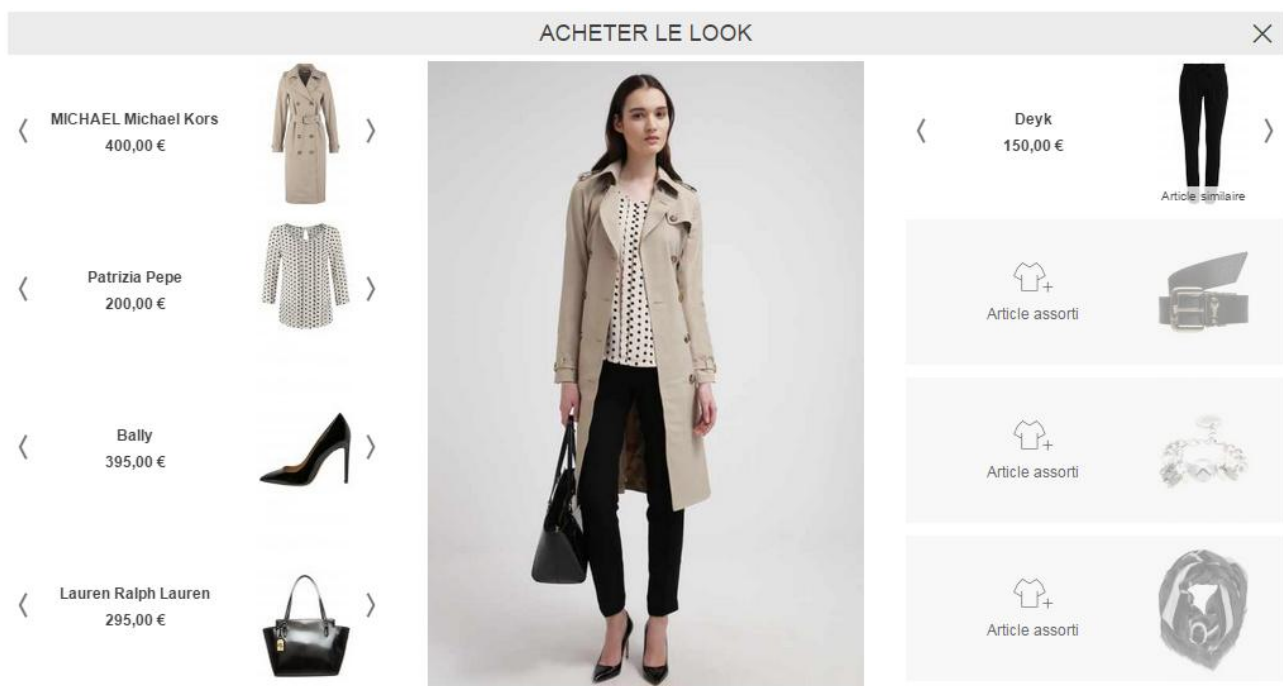 ACHETER LE LOOK
MICHAEL Michael Kors
400,00 €
Patrizia Pepe
200,00 €
Bally
395,00 €
Lauren Ralph Lauren
295,00 €
Deyk
150,00 €
Article similaire
Article assorti
Article assorti
Article assorti